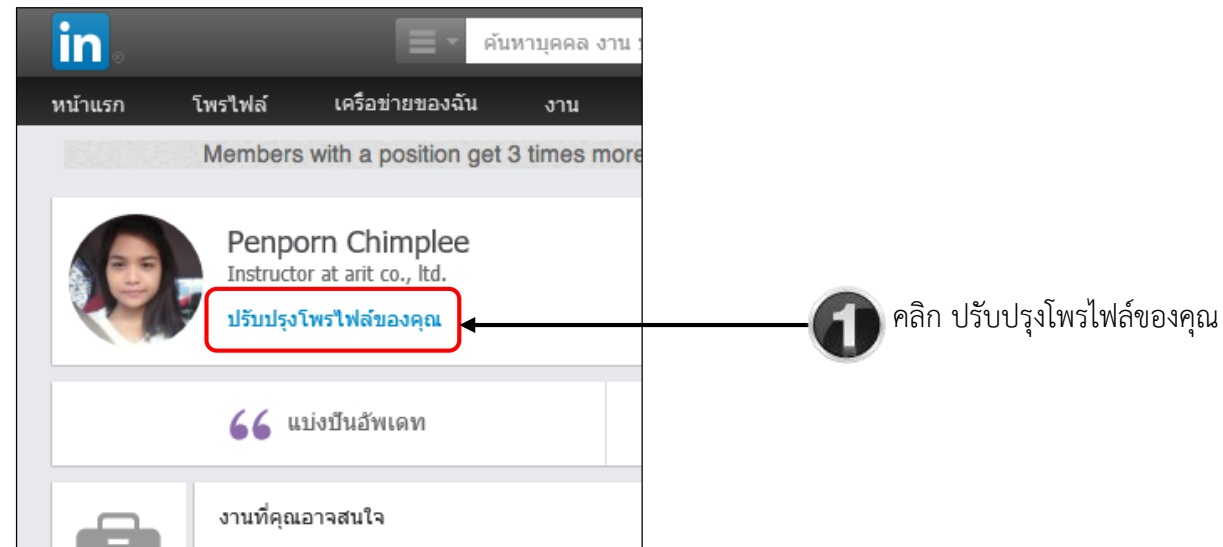 in
ค้นหาบุคคล งาน
หน้าแรก โพรไฟล์ เครือข่ายของฉัน งาน
Members with a position get 3 times more
Penporn Chimplee
Instructor at arit co., ltd.
ปรับปรุงโพรไฟล์ของคุณ
1 คลิก ปรับปรุงโพรไฟล์ของคุณ
แบ่งปันอัพเดท
งานที่คุณอาจสนใจ